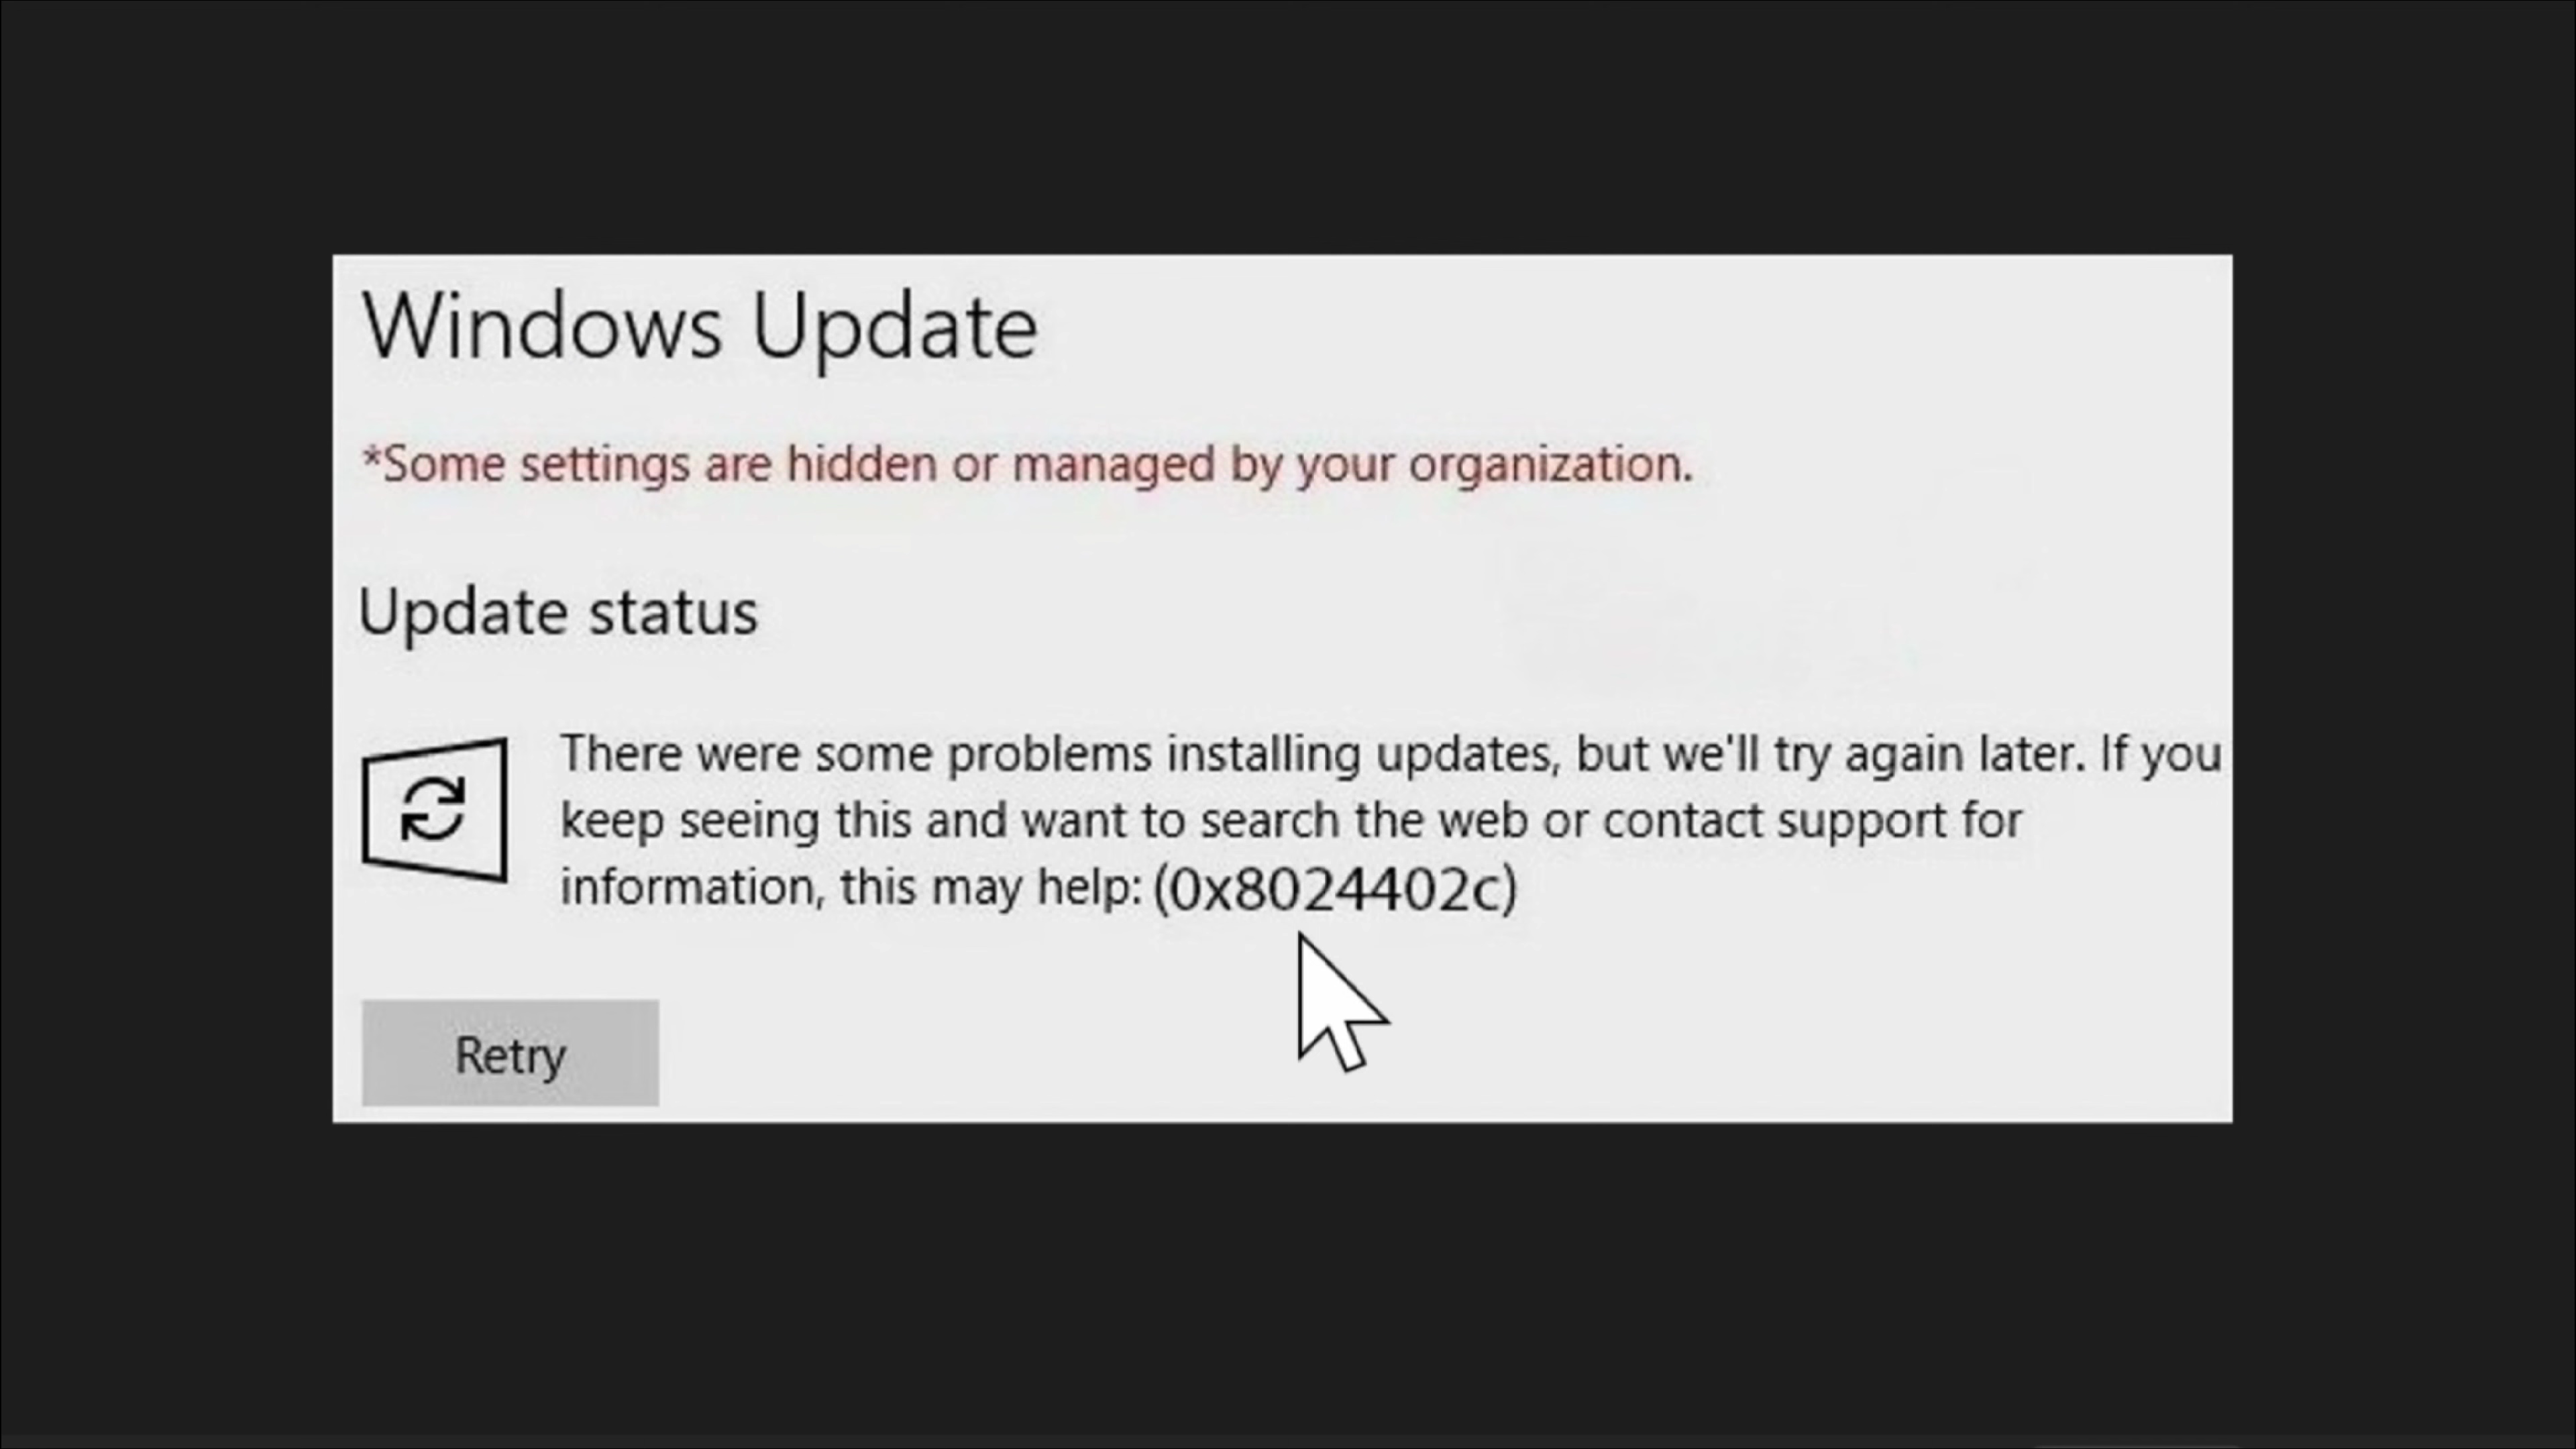 Windows Update
*Some settings are hidden or managed by your organization.
Update status
There were some problems installing updates, but we'll try again later. If you
keep seeing this and want to search the web or contact support for
information, this may help: (0x8024402c)
Retry